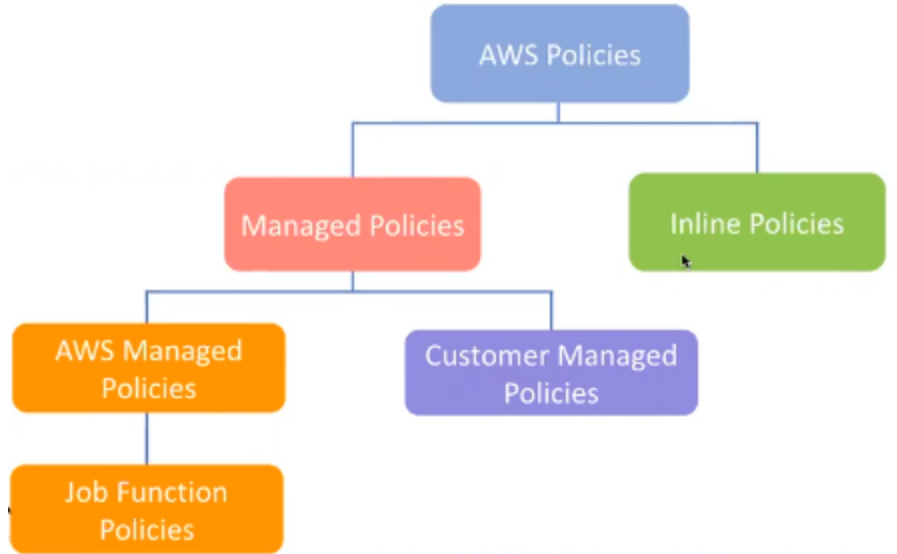 AWS Policies
Managed Policies
Inline Policies
AWS Managed
Policies
Customer Managed
Policies
Job Function
Policies